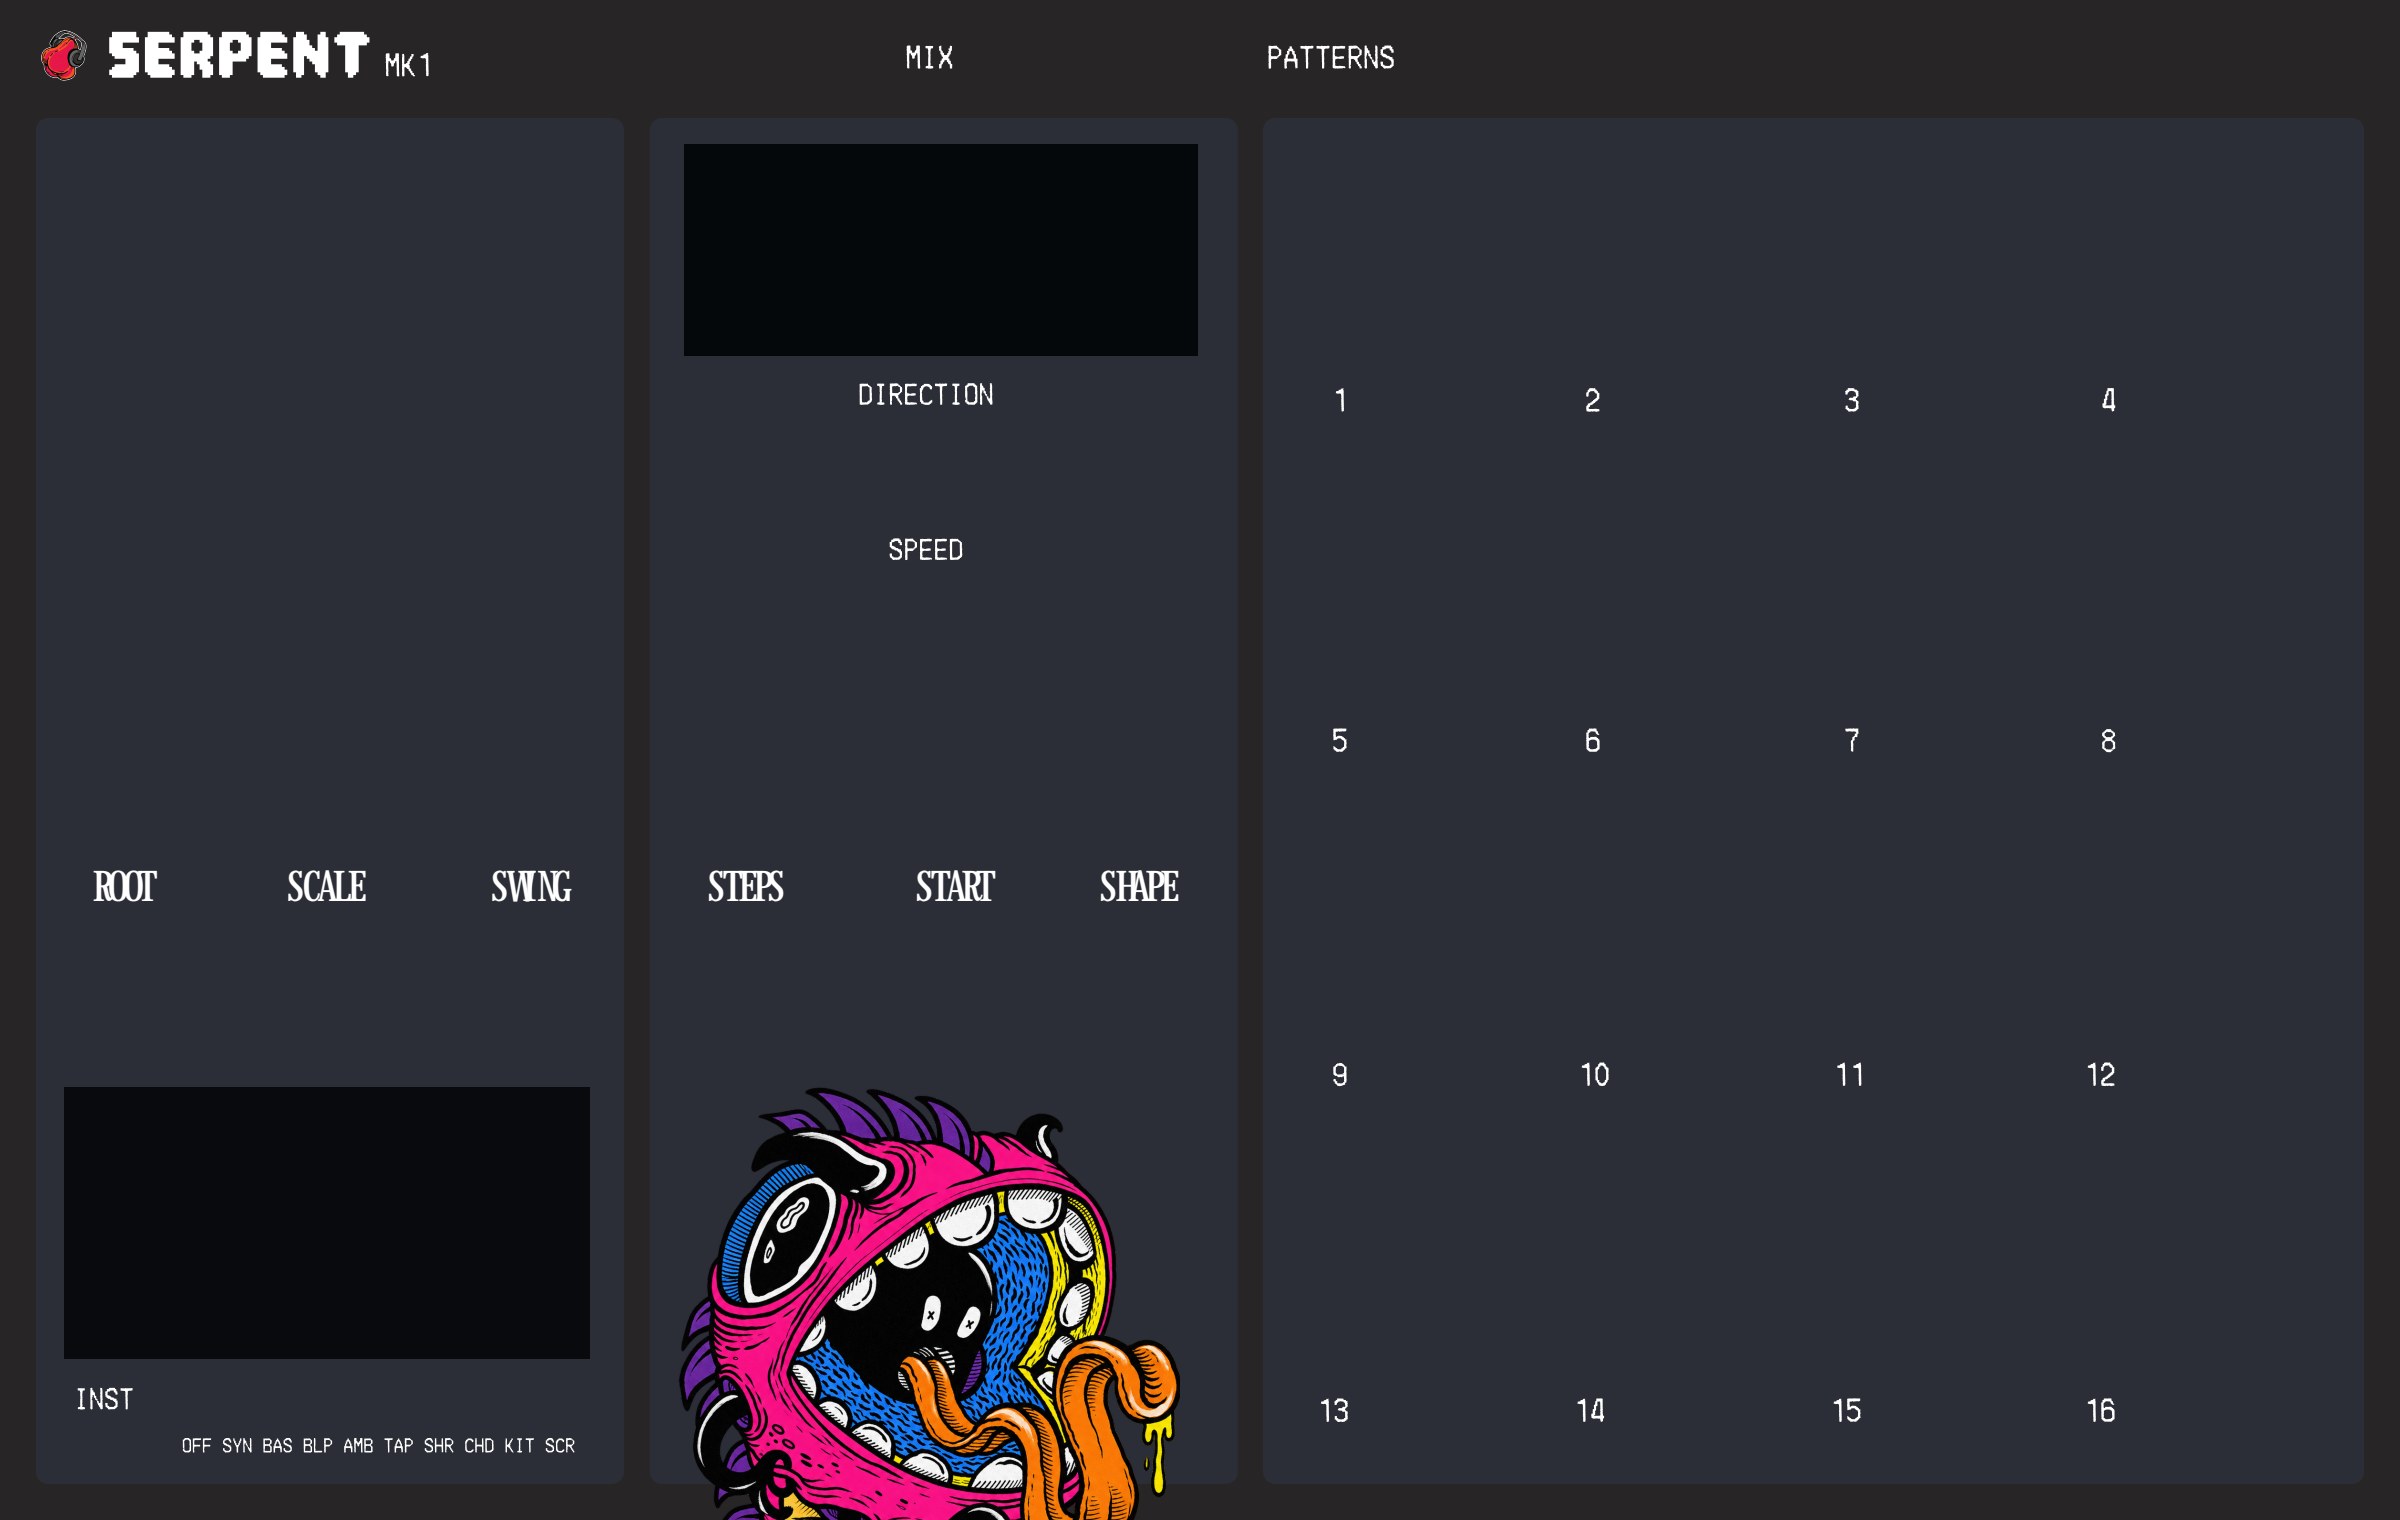 SERPENT MK1
MIX
PATTERNS
DIRECTION
SPEED
ROOT SCALE SWING
STEPS START SHAPE
INST
OFF SYN BAS BLP AMB TAP SHR CHD KIT SCR
1 2 3 4
5 6 7 8
9 10 11 12
13 14 15 16